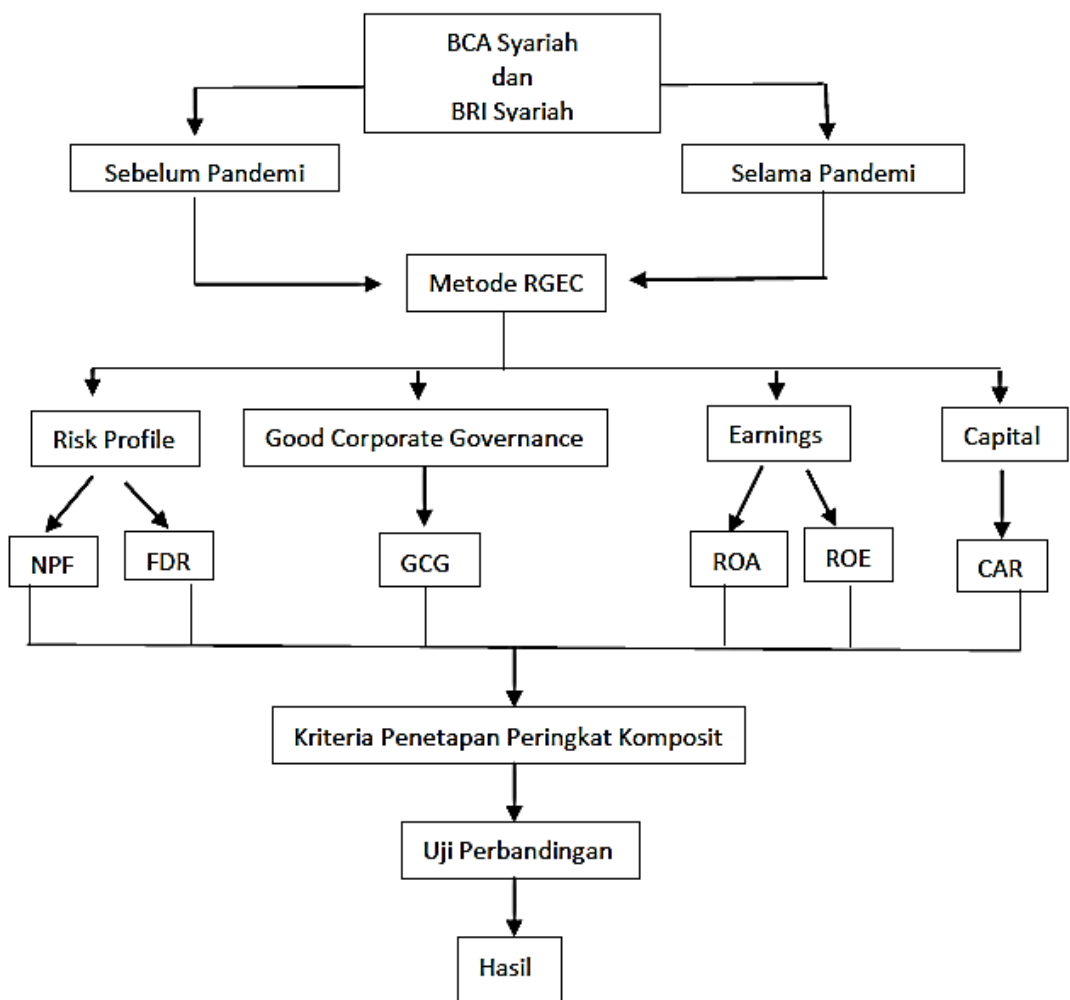 BCA Syariah
dan
BRI Syariah
Sebelum Pandemi
Selama Pandemi
Metode RGEC
Risk Profile
Good Corporate Governance
Earnings
Capital
NPF
FDR
GCG
ROA
ROE
CAR
Kriteria Penetapan Peringkat Komposit
Uji Perbandingan
Hasil